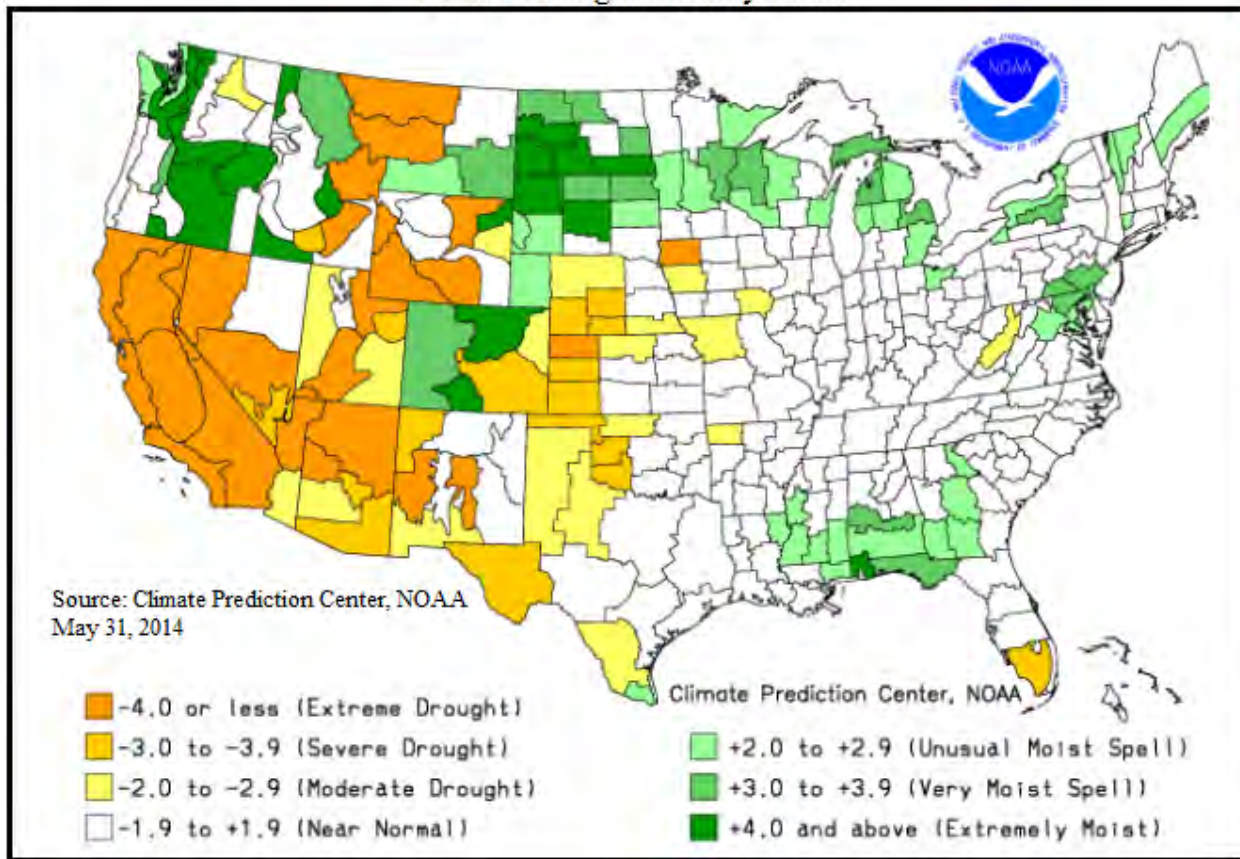 NOAA
Source: Climate Prediction Center, NOAA
May 31, 2014
Climate Prediction Center, NOAA
-4.0 or less (Extreme Drought)
-3.0 to -3.9 (Severe Drought)
-2.0 to -2.9 (Moderate Drought)
-1.9 to +1.9 (Near Normal)
+2.0 to +2.9 (Unusual Moist Spell)
+3.0 to +3.9 (Very Moist Spell)
+4.0 and above (Extremely Moist)